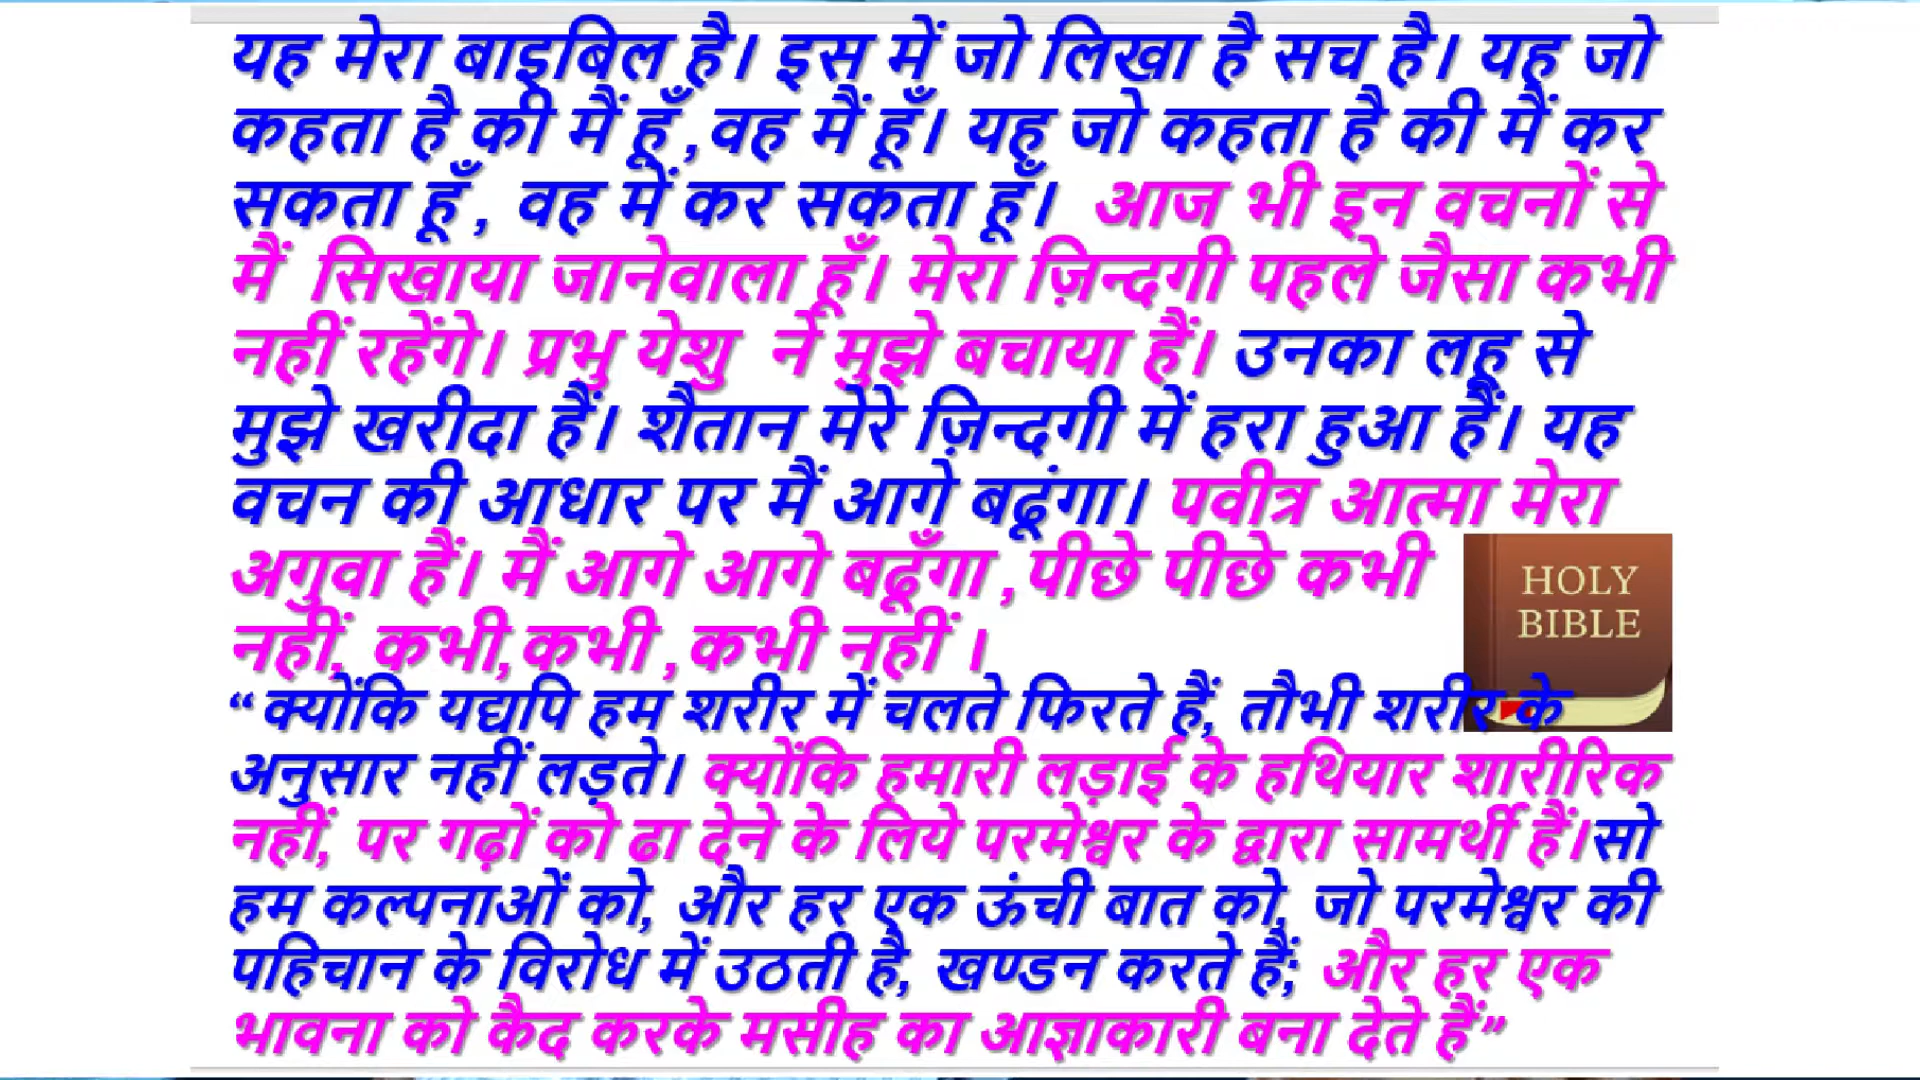 यह मेरा बाइबिल है। इस में जो लिखा है सच है। यह जो
कहता है की मैं हूँ ,वह मैं हूँ। यह जो कहता है की मैं कर
सकता हूँ , वह में कर सकता हूँ। आज भी इन वचनों से
मैं सिखाया जानेवाला हूँ। मेरा ज़िन्दगी पहले जैसा कभी
नहीं रहेंगे। प्रभु येशु ने मुझे बचाया हैं। उनका लहू से
मुझे खरीदा हैं। शैतान मेरे ज़िन्दगी में हरा हुआ हैं। यह
वचन की आधार पर मैं आगे बढूंगा। पवीत्र आत्मा मेरा
अगुवा हैं। मैं आगे आगे बढूँगा ,पीछे पीछे कभी
नहीं, कभी,कभी ,कभी नहीं ।
HOLY
BIBLE
“ क्योंकि यद्यपि हम शरीर में चलते फिरते हैं, तौभी शरीर के
अनुसार नहीं लड़ते। क्योंकि हमारी लड़ाई के हथियार शारीरिक
नहीं, पर गढ़ों को ढा देने के लिये परमेश्वर के द्वारा सामर्थी हैं।सो
हम कल्पनाओं को, और हर एक ऊंची बात को, जो परमेश्वर की
पहिचान के विरोध में उठती है, खण्डन करते हैं; और हर एक
भावना को कैद करके मसीह का आज्ञाकारी बना देते हैं”